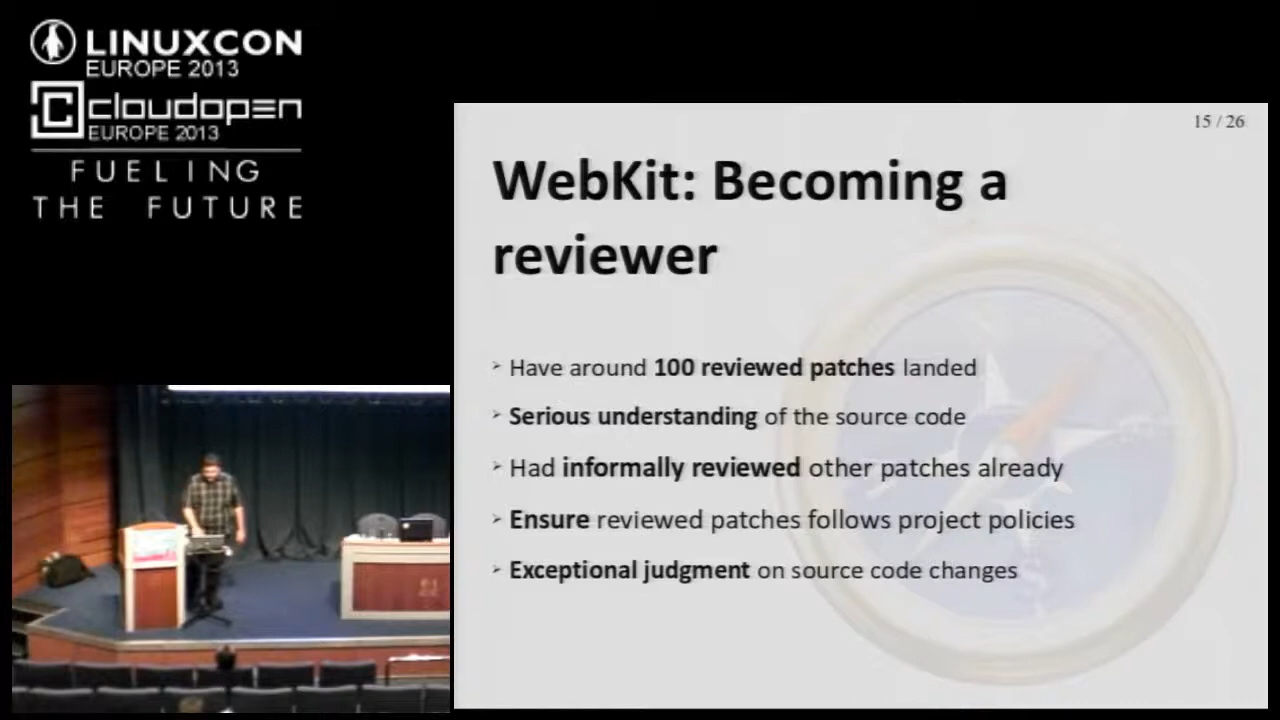 LINUXCON
EUROPE 2013
cloudopen
EUROPE 2013
FUELING
THE FUTURE
15 / 26
WebKit: Becoming a
reviewer
➢ Have around 100 reviewed patches landed
➢ Serious understanding of the source code
➢ Had informally reviewed other patches already
➢ Ensure reviewed patches follows project policies
➢ Exceptional judgment on source code changes